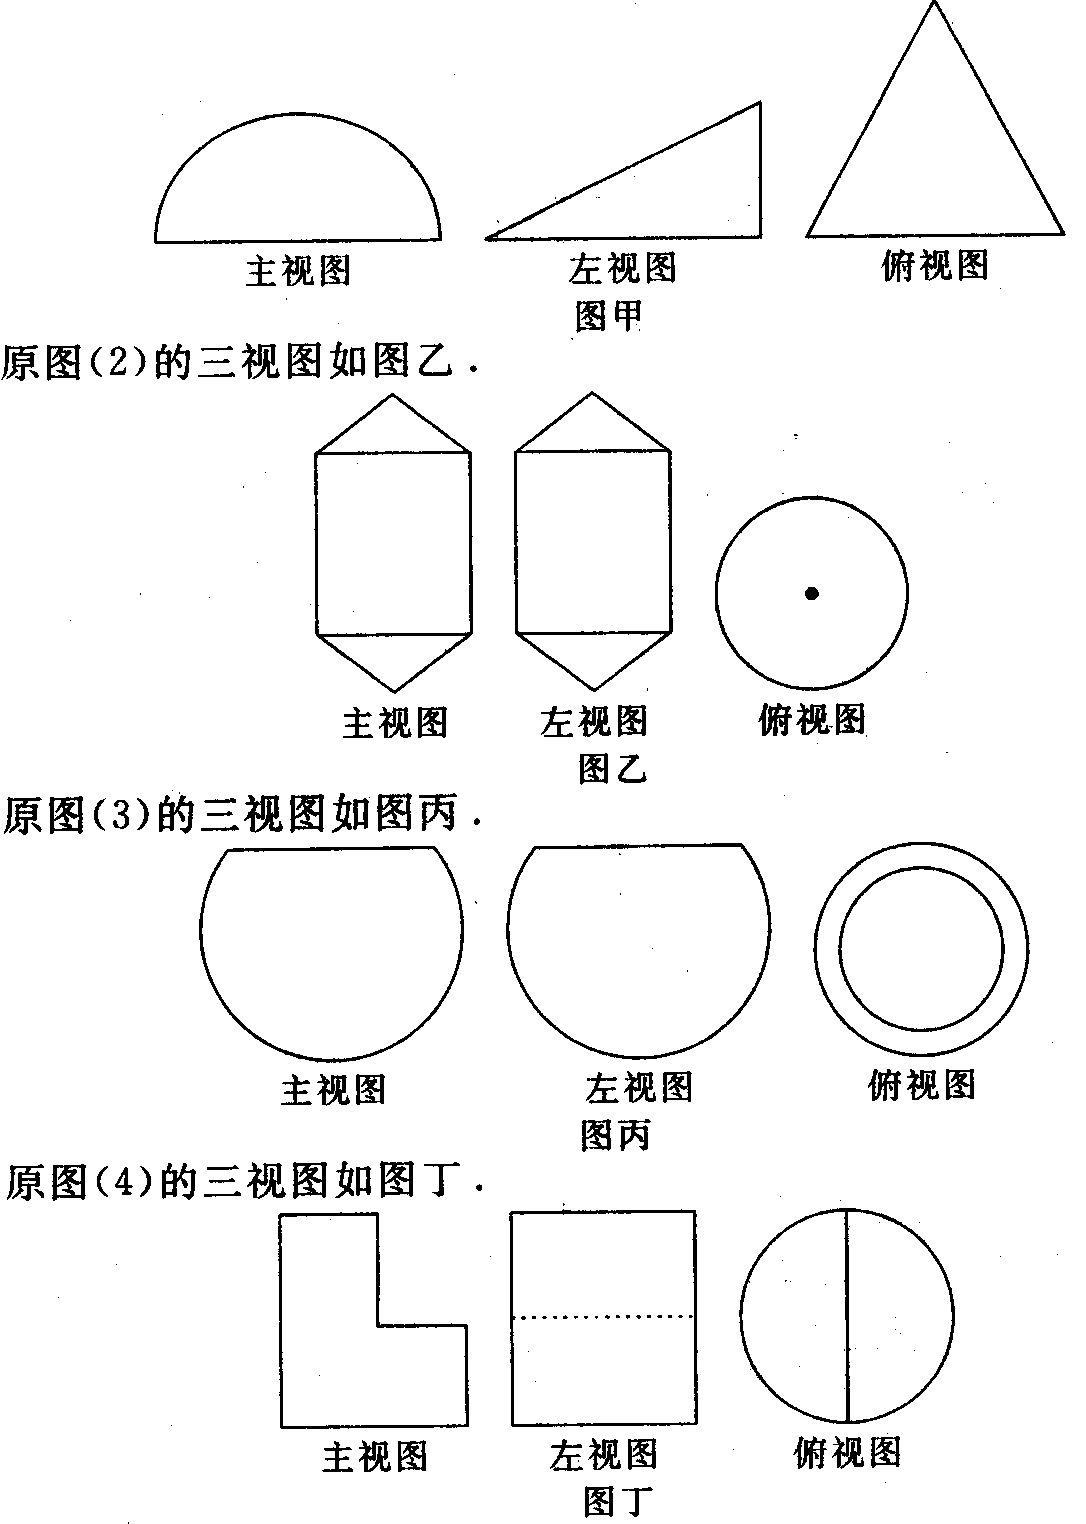 主视图 左视图 俯视图
图甲
原图(2)的三视图如图乙.
主视图 左视图 俯视图
图乙
原图(3)的三视图如图丙.
主视图 左视图 俯视图
图丙
原图(4)的三视图如图丁.
主视图 左视图 俯视图
图丁